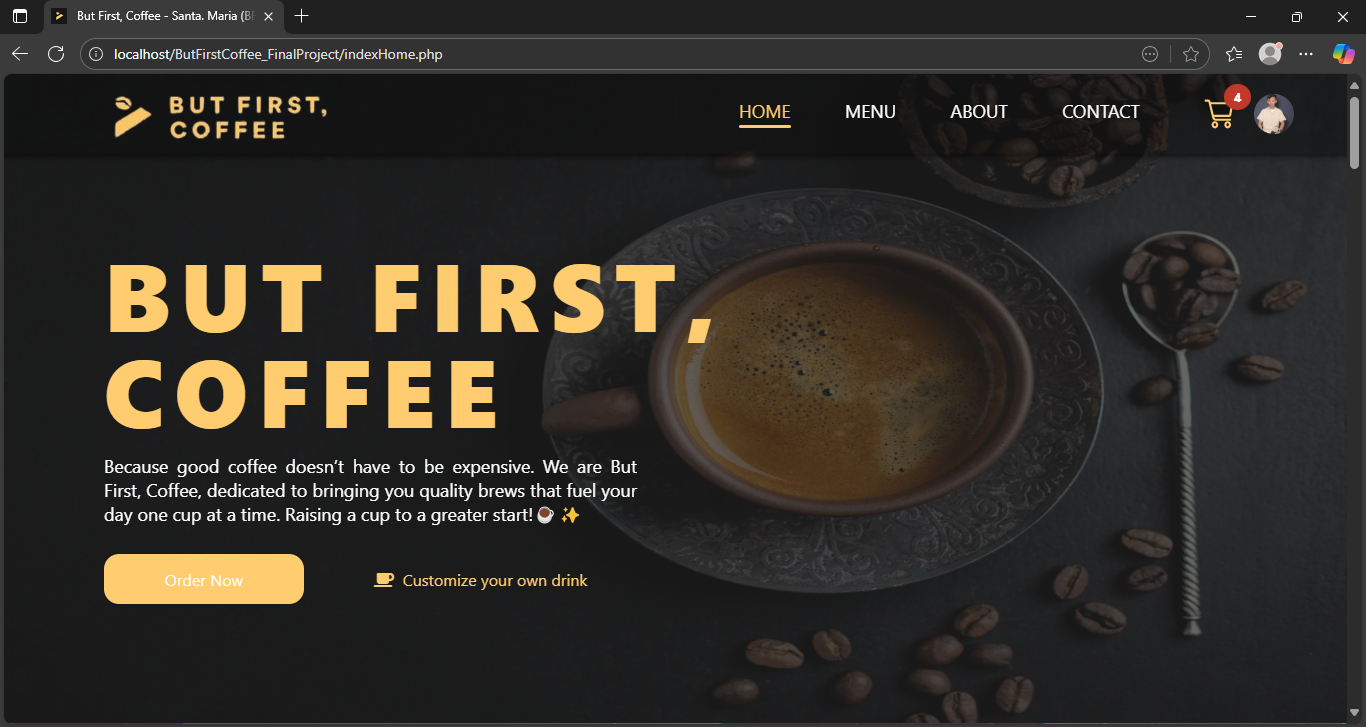 But First, Coffee - Santa. Maria (B
localhost/ButFirstCoffee_FinalProject/indexHome.php
BUT FIRST,
COFFEE
HOME MENU ABOUT CONTACT
4
BUT FIRST,
COFFEE
Because good coffee doesn’t have to be expensive. We are But
First, Coffee, dedicated to bringing you quality brews that fuel your
day one cup at a time. Raising a cup to a greater start!☕✨
Order Now
Customize your own drink